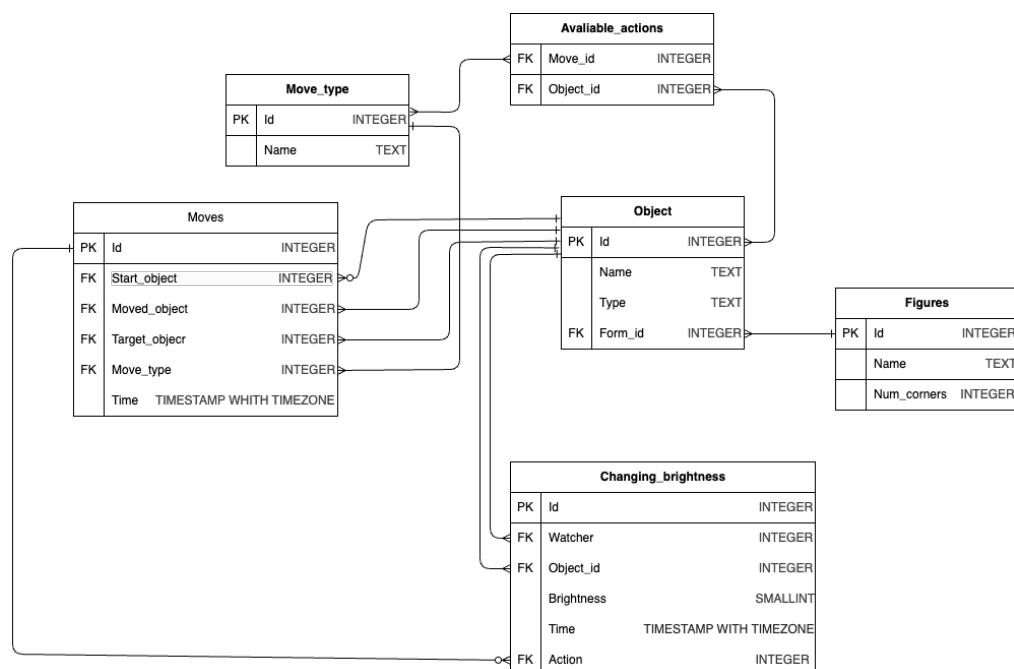 Avaliable_actions
FK Move_id INTEGER
FK Object_id INTEGER
Move_type
PK Id INTEGER
Name TEXT
Moves
PK Id INTEGER
FK Start_object INTEGER
FK Moved_object INTEGER
FK Target_objecr INTEGER
FK Move_type INTEGER
Time TIMESTAMP WHITH TIMEZONE
Object
PK Id INTEGER
Name TEXT
Type TEXT
FK Form_id INTEGER
Figures
PK Id INTEGER
Name TEXT
Num_corners INTEGER
Changing_brightness
PK Id INTEGER
FK Watcher INTEGER
FK Object_id INTEGER
Brightness SMALLINT
Time TIMESTAMP WITH TIMEZONE
FK Action INTEGER